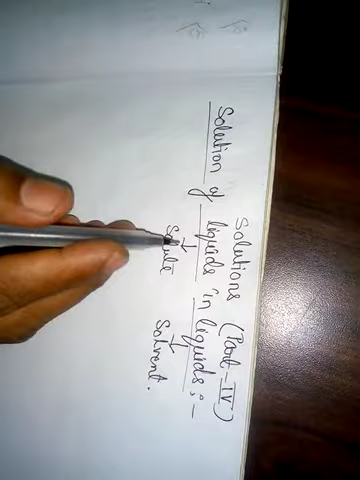 Solutions (Part-IV)
Solution of liquids in liquids :-
↓ ↓
Solute Solvent.